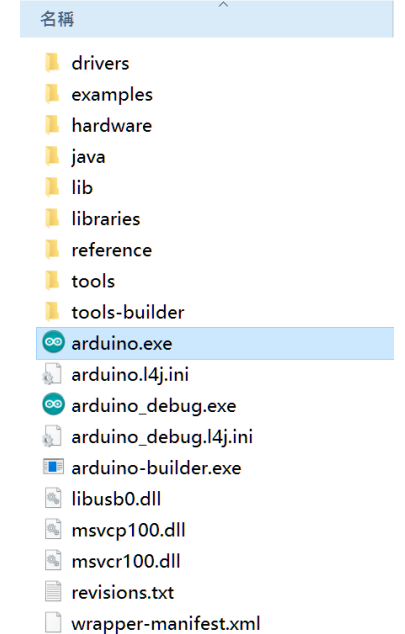 名稱
drivers
examples
hardware
java
lib
libraries
reference
tools
tools-builder
arduino.exe
arduino.l4j.ini
arduino_debug.exe
arduino_debug.l4j.ini
arduino-builder.exe
libusb0.dll
msvcp100.dll
msvcr100.dll
revisions.txt
wrapper-manifest.xml